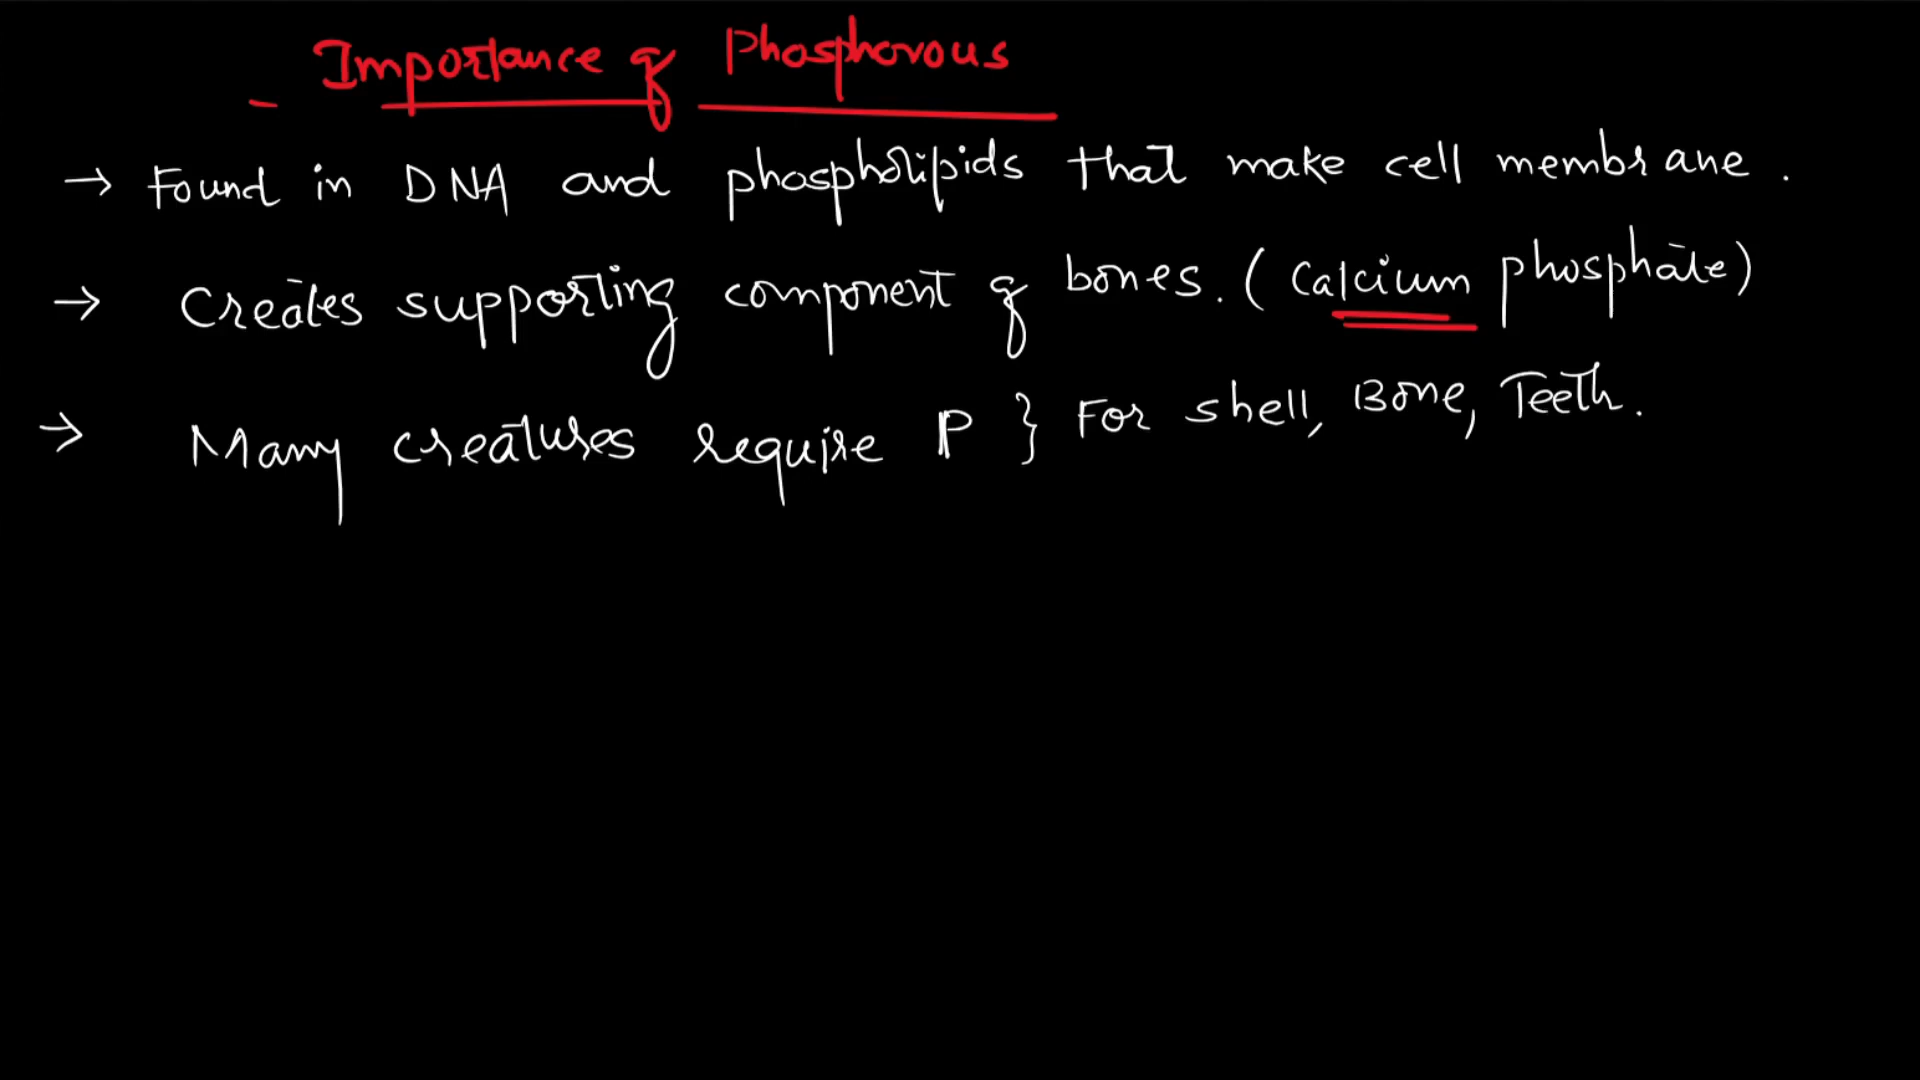 Importance of Phosphorous
→ Found in DNA and phospholipids that make cell membrane.
→ Creates supporting component of bones. (Calcium phosphate)
→ Many creatures require P } For shell, Bone, Teeth.